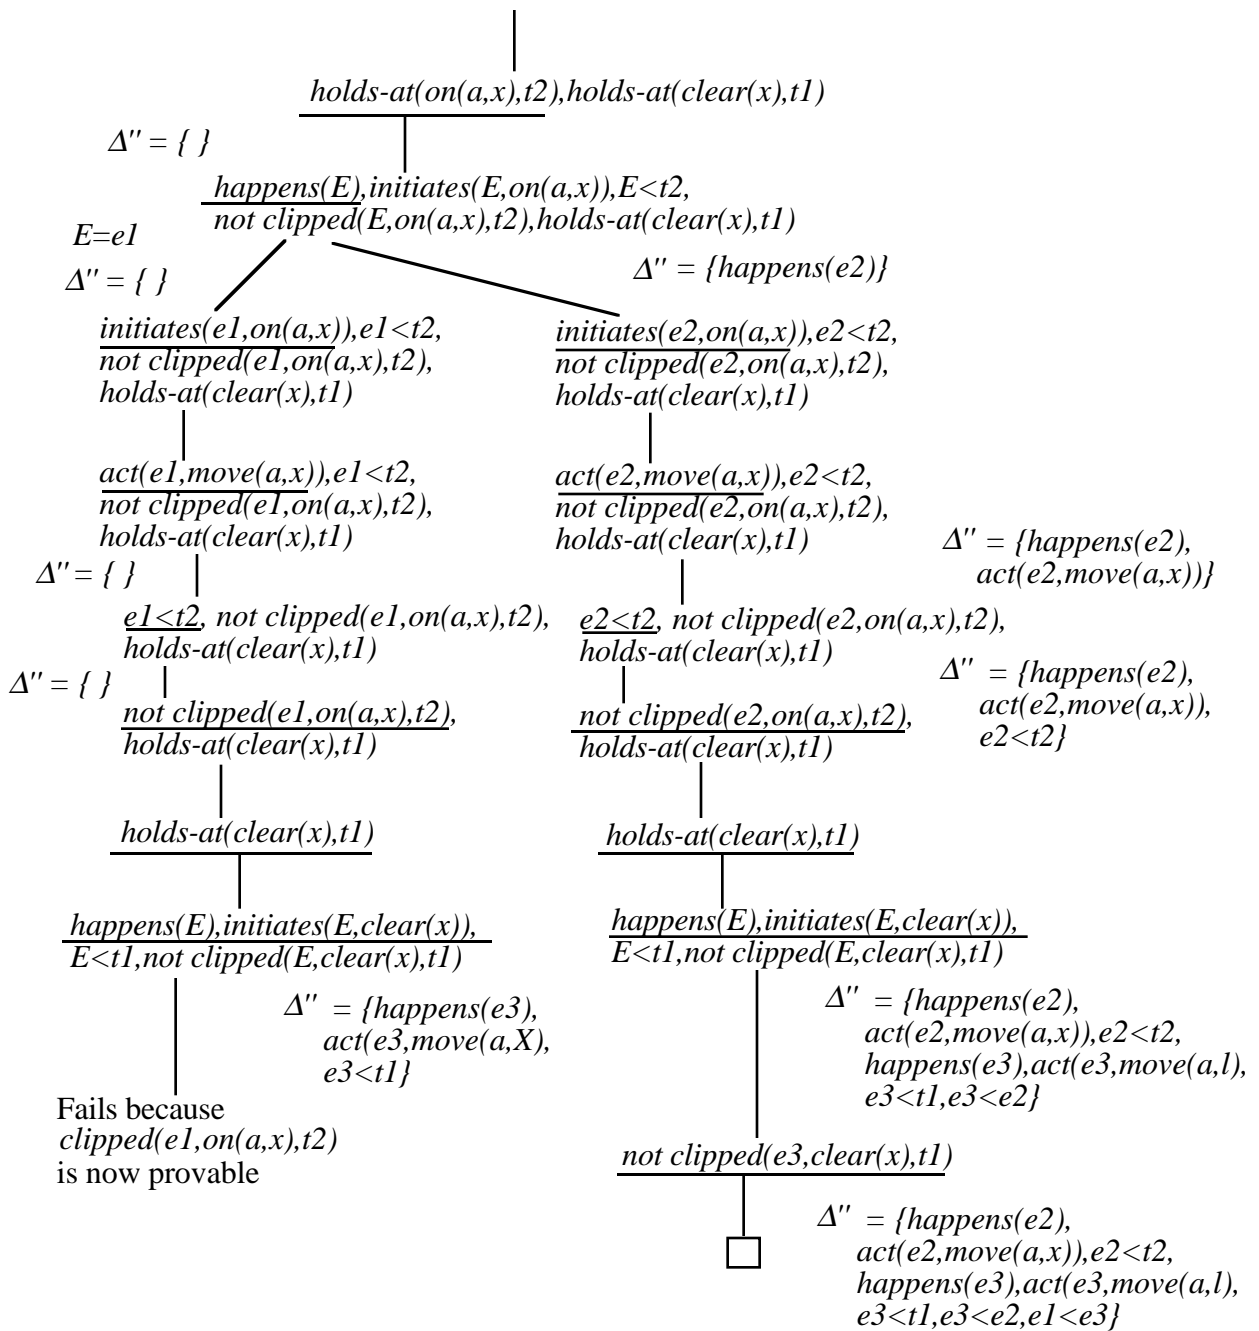 holds-at(on(a,x),t2),holds-at(clear(x),t1)
Δ'' = { }
happens(E),initiates(E,on(a,x)),E<t2,
not clipped(E,on(a,x),t2),holds-at(clear(x),t1)
E=e1
Δ'' = { }
Δ'' = {happens(e2)}
initiates(e1,on(a,x)),e1<t2,
not clipped(e1,on(a,x),t2),
holds-at(clear(x),t1)
initiates(e2,on(a,x)),e2<t2,
not clipped(e2,on(a,x),t2),
holds-at(clear(x),t1)
act(e1,move(a,x)),e1<t2,
not clipped(e1,on(a,x),t2),
holds-at(clear(x),t1)
act(e2,move(a,x)),e2<t2,
not clipped(e2,on(a,x),t2),
holds-at(clear(x),t1)
Δ'' = { }
Δ'' = {happens(e2),
act(e2,move(a,x))}
e1<t2, not clipped(e1,on(a,x),t2),
holds-at(clear(x),t1)
e2<t2, not clipped(e2,on(a,x),t2),
holds-at(clear(x),t1)
Δ'' = { }
Δ'' = {happens(e2),
act(e2,move(a,x)),
e2<t2}
not clipped(e1,on(a,x),t2),
holds-at(clear(x),t1)
not clipped(e2,on(a,x),t2),
holds-at(clear(x),t1)
holds-at(clear(x),t1)
holds-at(clear(x),t1)
happens(E),initiates(E,clear(x)),
E<t1,not clipped(E,clear(x),t1)
happens(E),initiates(E,clear(x)),
E<t1,not clipped(E,clear(x),t1)
Δ'' = {happens(e3),
act(e3,move(a,X),
e3<t1}
Δ'' = {happens(e2),
act(e2,move(a,x)),e2<t2,
happens(e3),act(e3,move(a,l),
e3<t1,e3<e2}
Fails because
clipped(e1,on(a,x),t2)
is now provable
not clipped(e3,clear(x),t1)
Δ'' = {happens(e2),
act(e2,move(a,x)),e2<t2,
happens(e3),act(e3,move(a,l),
e3<t1,e3<e2,e1<e3}